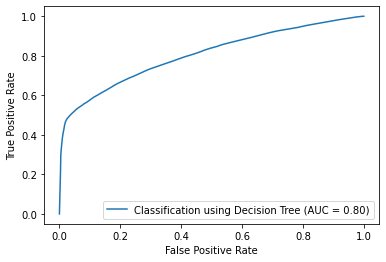 1.0
0.8
0.6
0.4
0.2
0.0
True Positive Rate
Classification using Decision Tree (AUC = 0.80)
0.0 0.2 0.4 0.6 0.8 1.0
False Positive Rate